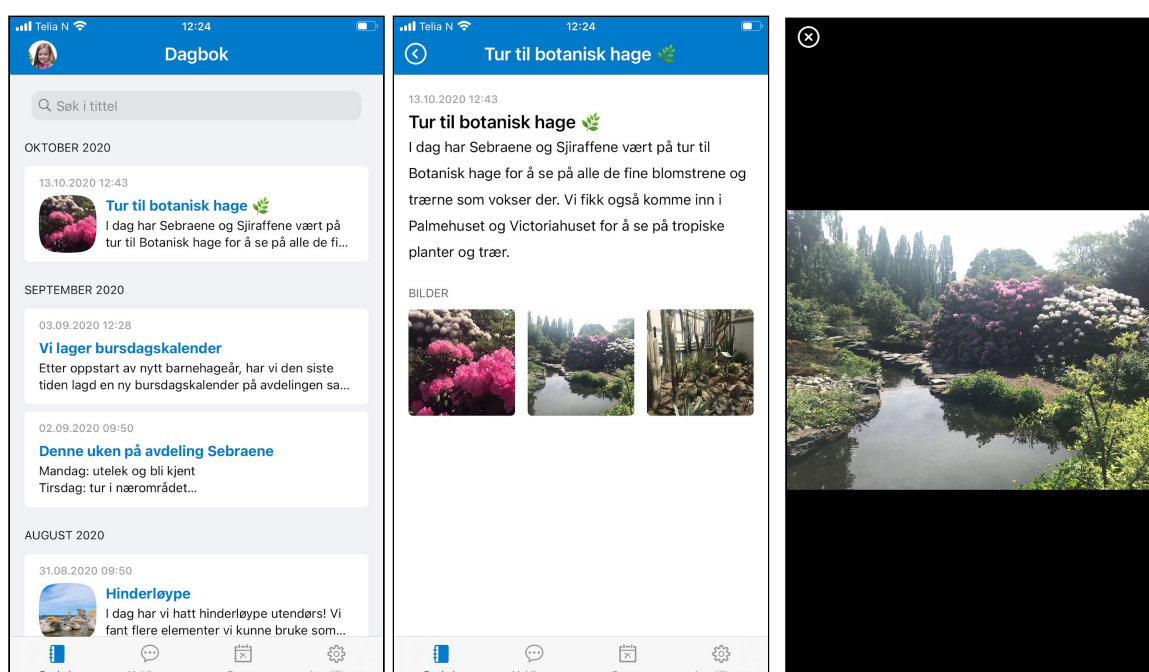 Telia N 12:24
Dagbok
Søk i tittel
OKTOBER 2020
13.10.2020 12:43
Tur til botanisk hage 🌿
I dag har Sebraene og Sjiraffene vært på
tur til Botanisk hage for å se på alle de fi...
SEPTEMBER 2020
03.09.2020 12:28
Vi lager bursdagskalender
Etter oppstart av nytt barnehageår, har vi den siste
tiden lagd en ny bursdagskalender på avdelingen sa...
02.09.2020 09:50
Denne uken på avdeling Sebraene
Mandag: utelek og bli kjent
Tirsdag: tur i nærområdet...
AUGUST 2020
31.08.2020 09:50
Hinderløype
I dag har vi hatt hinderløype utendørs! Vi
fant flere elementer vi kunne bruke som...
Telia N 12:24
Tur til botanisk hage 🌿
13.10.2020 12:43
Tur til botanisk hage 🌿
I dag har Sebraene og Sjiraffene vært på tur til
Botanisk hage for å se på alle de fine blomstrene og
trærne som vokser der. Vi fikk også komme inn i
Palmehuset og Victoriahuset for å se på tropiske
planter og trær.
BILDER